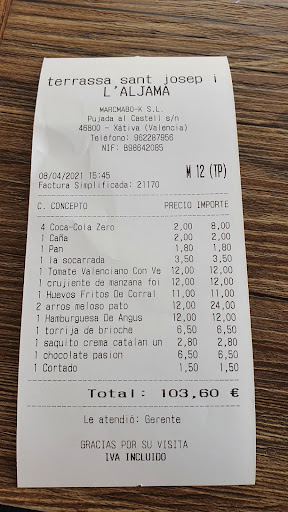 terrassa sant josep i
L'ALJAMA
MARCMABO-K S.L.
Pujada al Castell s/n
46800 - Xàtiva (Valencia)
Teléfono: 962287956
NIF: B98642085
08/04/2021 15:45 M 12 (TP)
Factura Simplificada: 21170
C. CONCEPTO PRECIO IMPORTE
4 Coca-Cola Zero 2,00 8,00
1 Caña 2,00 2,00
1 Pan 1,80 1,80
1 la socarrada 3,50 3,50
1 Tomate Valenciano Con Ve 12,00 12,00
1 crujiente de manzana foi 12,00 12,00
1 Huevos Fritos De Corral 11,00 11,00
2 arros meloso pato 12,00 24,00
1 Hamburguesa De Angus 12,00 12,00
1 torrija de brioche 6,50 6,50
1 saquito crema catalan un 2,80 2,80
1 chocolate pasion 6,50 6,50
1 Cortado 1,50 1,50
Total: 103,60 €
Le atendió: Gerente
GRACIAS POR SU VISITA
IVA INCLUIDO